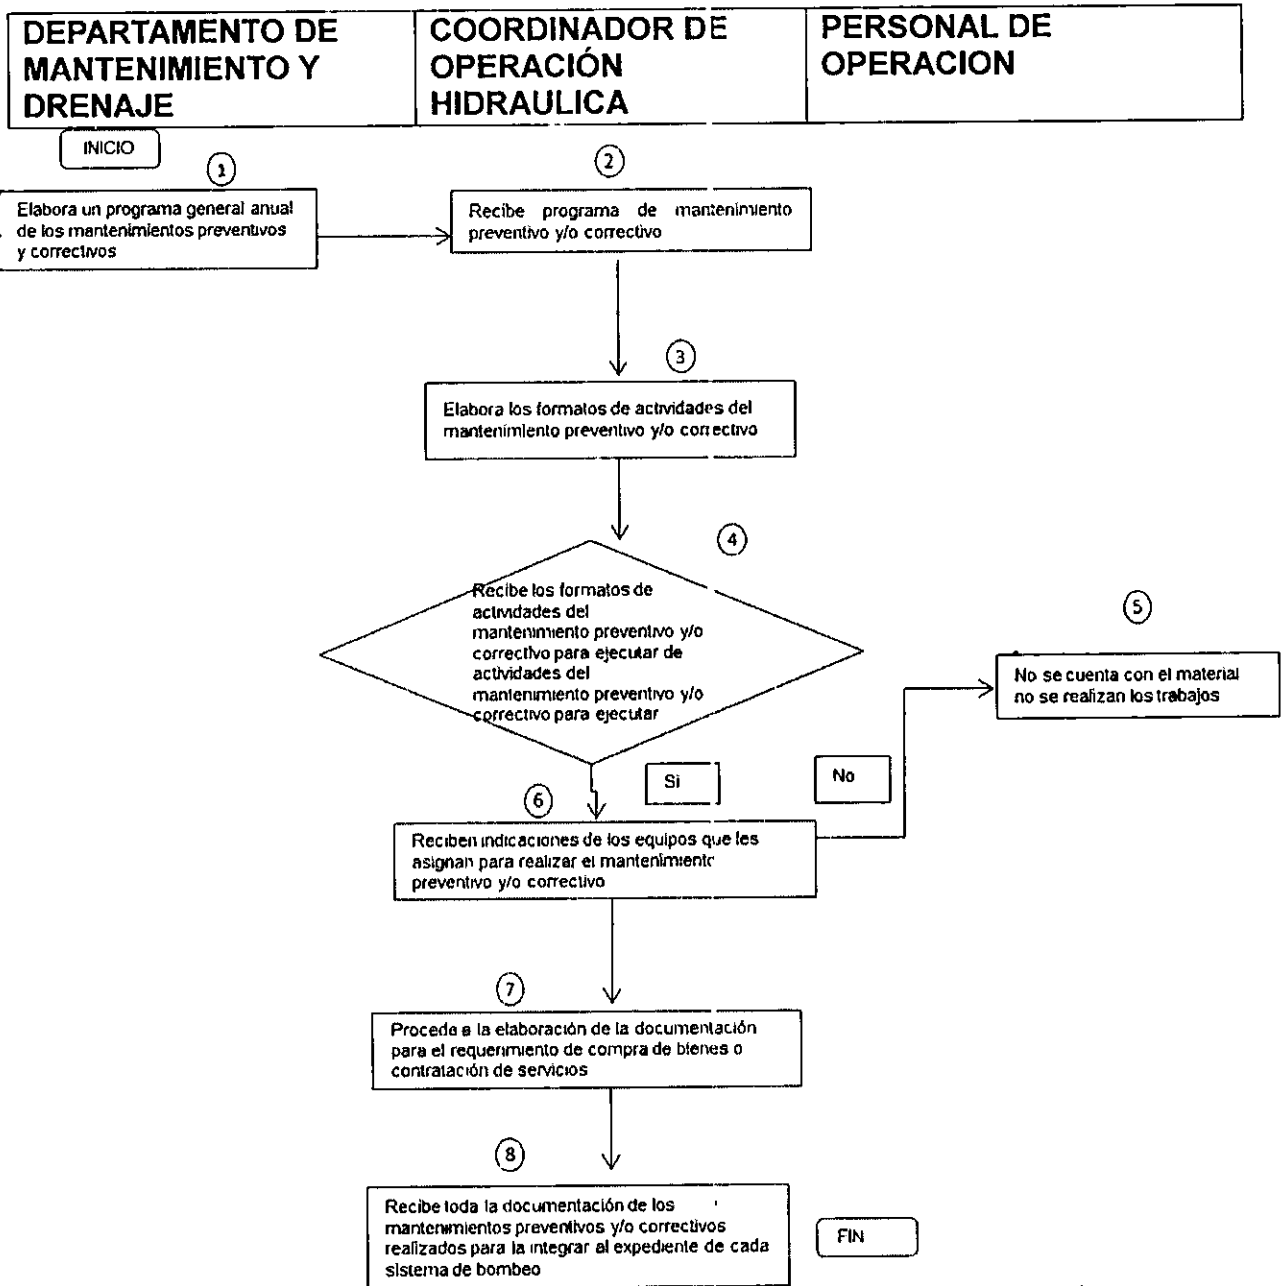 DEPARTAMENTO DE
MANTENIMIENTO Y
DRENAJE
COORDINADOR DE
OPERACIÓN
HIDRAULICA
PERSONAL DE
OPERACION
INICIO
1
Elabora un programa general anual
de los mantenimientos preventivos
y correctivos
2
Recibe programa de mantenimiento
preventivo y/o correctivo
3
Elabora los formatos de actividades del
mantenimiento preventivo y/o correctivo
4
Recibe los formatos de
actividades del
mantenimiento preventivo y/o
correctivo para ejecutar de
actividades del
mantenimiento preventivo y/o
correctivo para ejecutar
5
No se cuenta con el material
no se realizan los trabajos
Si
No
6
Reciben indicaciones de los equipos que les
asignan para realizar el mantenimiento
preventivo y/o correctivo
7
Procede a la elaboración de la documentación
para el requerimiento de compra de bienes o
contratación de servicios
8
Recibe toda la documentación de los
mantenimientos preventivos y/o correctivos
realizados para la integrar al expediente de cada
sistema de bombeo
FIN